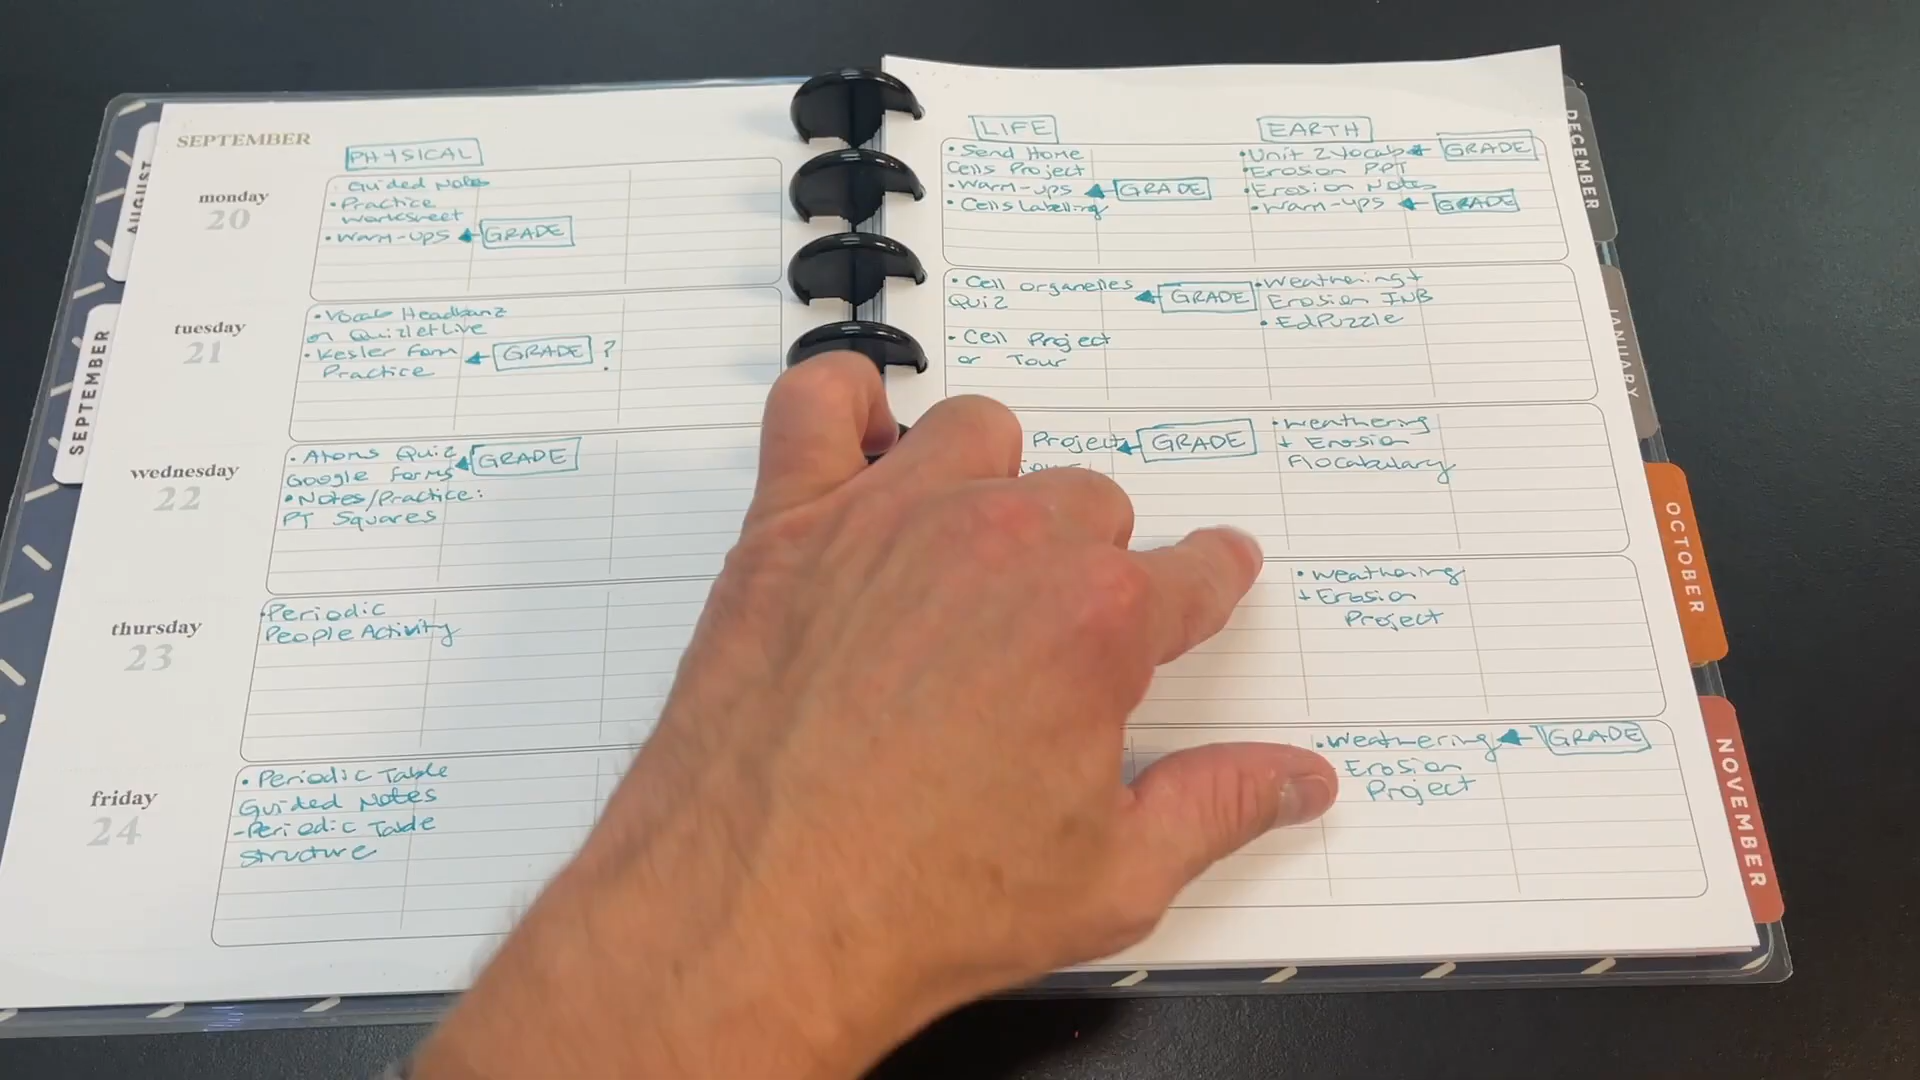 SEPTEMBER
PHYSICAL
monday
20
Guided Notes
• Practice
worksheet
• Warm-ups GRADE
tuesday
21
• Vocab Headbanz
or Quizlet Live
• Kesler Form GRADE ?
Practice
wednesday
22
• Atoms Quiz GRADE
Google Forms
• Notes/Practice:
PT Squares
thursday
23
• Periodic
People Activity
friday
24
• Periodic Table
Guided Notes
- Periodic Table
Structure
LIFE
• Send Home
Cells Project
• Warm-ups GRADE
• Cells Labelling
• Cell organelles
Quiz GRADE
• Cell Project
or Tour
Project GRADE
EARTH
• Unit 2 Vocab GRADE
• Erosion PPT
• Erosion Notes
• Warm-ups GRADE
• Weathering +
Erosion INB
• EdPuzzle
• Weathering
+ Erosion
Flocabulary
• Weathering
+ Erosion
Project
• Weathering GRADE
Erosion
Project
AUGUST
SEPTEMBER
DECEMBER
JANUARY
OCTOBER
NOVEMBER